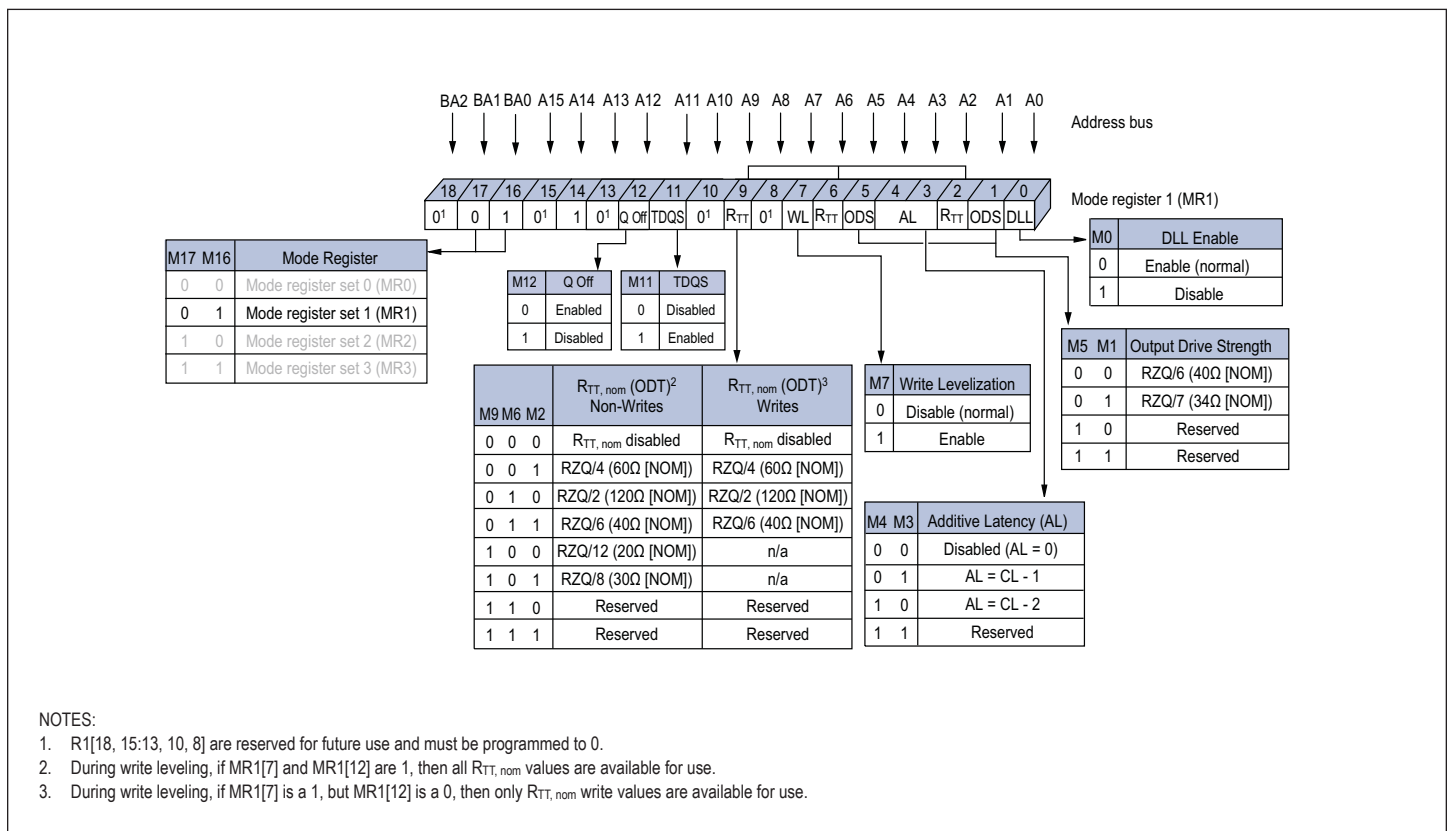 BA2 BA1 BA0 A15 A14 A13 A12 A11 A10 A9 A8 A7 A6 A5 A4 A3 A2 A1 A0
Address bus
18 17 16 15 14 13 12 11 10 9 8 7 6 5 4 3 2 1 0
Mode register 1 (MR1)
0¹ 0 1 0¹ 1 0¹ Q Off TDQS 0¹ RTT 0¹ WL RTT ODS AL RTT ODS DLL
M17 M16 Mode Register
0 0 Mode register set 0 (MR0)
0 1 Mode register set 1 (MR1)
1 0 Mode register set 2 (MR2)
1 1 Mode register set 3 (MR3)
M12 Q Off
0 Enabled
1 Disabled
M11 TDQS
0 Disabled
1 Enabled
M0 DLL Enable
0 Enable (normal)
1 Disable
M5 M1 Output Drive Strength
0 0 RZQ/6 (40Ω [NOM])
0 1 RZQ/7 (34Ω [NOM])
1 0 Reserved
1 1 Reserved
M9 M6 M2 RTT, nom (ODT)² Non-Writes RTT, nom (ODT)³ Writes
0 0 0 RTT, nom disabled RTT, nom disabled
0 0 1 RZQ/4 (60Ω [NOM]) RZQ/4 (60Ω [NOM])
0 1 0 RZQ/2 (120Ω [NOM]) RZQ/2 (120Ω [NOM])
0 1 1 RZQ/6 (40Ω [NOM]) RZQ/6 (40Ω [NOM])
1 0 0 RZQ/12 (20Ω [NOM]) n/a
1 0 1 RZQ/8 (30Ω [NOM]) n/a
1 1 0 Reserved Reserved
1 1 1 Reserved Reserved
M7 Write Levelization
0 Disable (normal)
1 Enable
M4 M3 Additive Latency (AL)
0 0 Disabled (AL = 0)
0 1 AL = CL - 1
1 0 AL = CL - 2
1 1 Reserved
NOTES:
1. R1[18, 15:13, 10, 8] are reserved for future use and must be programmed to 0.
2. During write leveling, if MR1[7] and MR1[12] are 1, then all RTT, nom values are available for use.
3. During write leveling, if MR1[7] is a 1, but MR1[12] is a 0, then only RTT, nom write values are available for use.